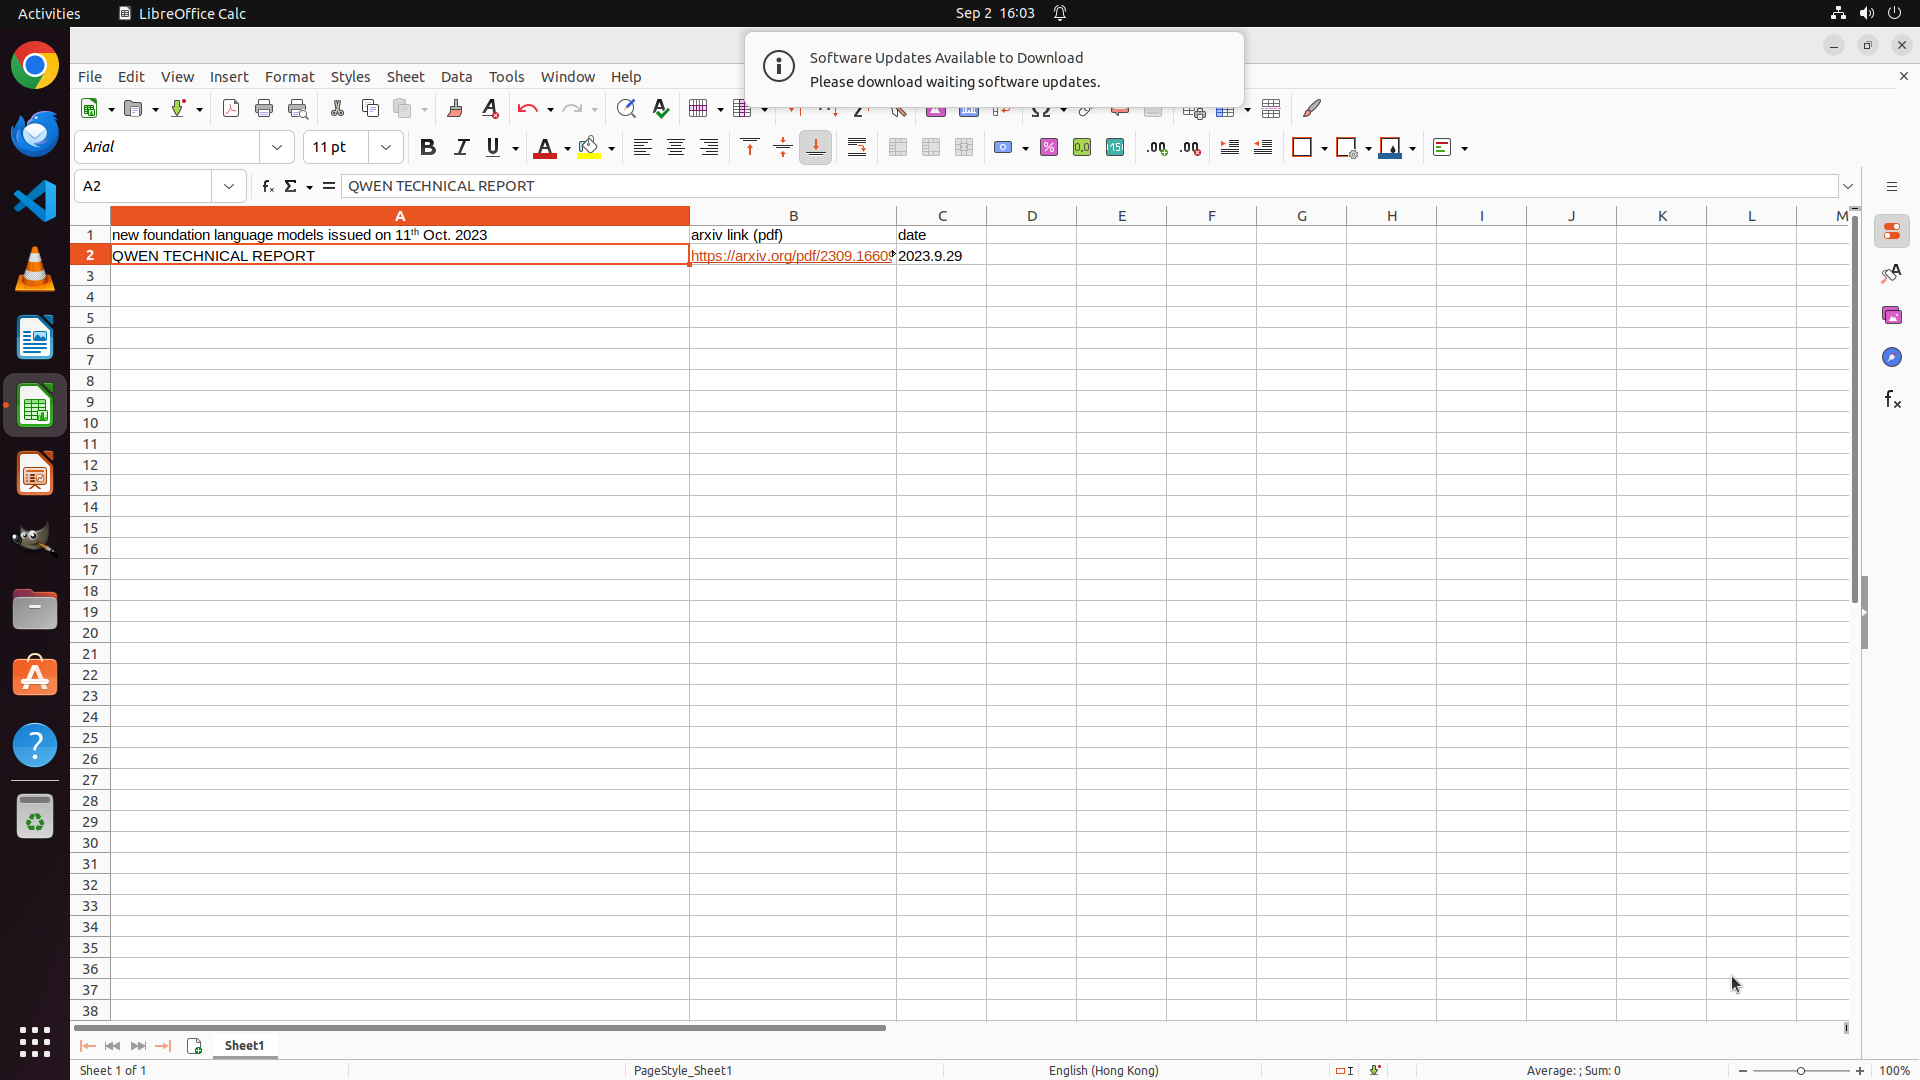 Activities
LibreOffice Calc
Sep 2 16:03
Software Updates Available to Download
Please download waiting software updates.
File Edit View Insert Format Styles Sheet Data Tools Window Help
Arial
11 pt
A2
QWEN TECHNICAL REPORT
A B C D E F G H I J K L M
1 new foundation language models issued on 11th Oct. 2023 arxiv link (pdf) date
2 QWEN TECHNICAL REPORT https://arxiv.org/pdf/2309.16609 2023.9.29
3
4
5
6
7
8
9
10
11
12
13
14
15
16
17
18
19
20
21
22
23
24
25
26
27
28
29
30
31
32
33
34
35
36
37
38
Sheet1
Sheet 1 of 1
PageStyle_Sheet1
English (Hong Kong)
Average: ; Sum: 0
100%